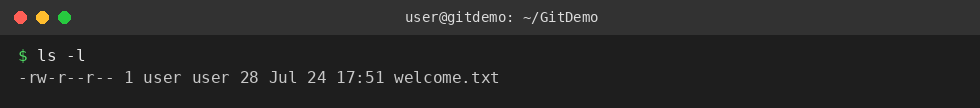 user@gitdemo: ~/GitDemo
$ ls -l
-rw-r--r-- 1 user user 28 Jul 24 17:51 welcome.txt